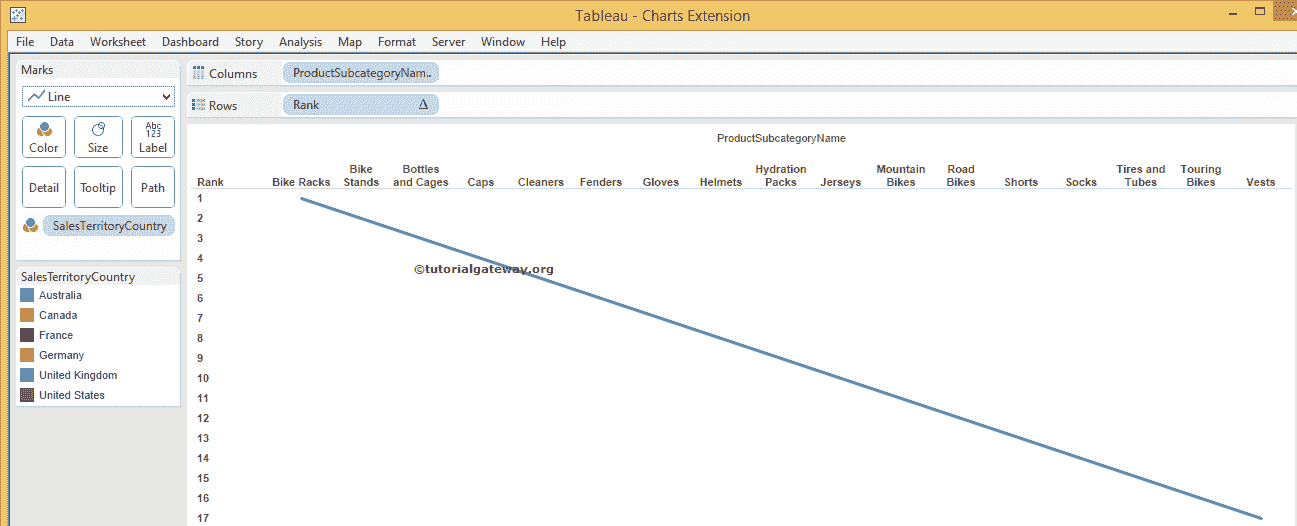 Tableau - Charts Extension
File Data Worksheet Dashboard Story Analysis Map Format Server Window Help
Marks
Line
Color Size Abc 123 Label
Detail Tooltip Path
SalesTerritoryCountry
SalesTerritoryCountry
Australia
Canada
France
Germany
United Kingdom
United States
Columns ProductSubcategoryNam..
Rows Rank Δ
ProductSubcategoryName
Rank Bike Racks Bike Stands Bottles and Cages Caps Cleaners Fenders Gloves Helmets Hydration Packs Jerseys Mountain Bikes Road Bikes Shorts Socks Tires and Tubes Touring Bikes Vests
1
2
3
4
©tutorialgateway.org
5
6
7
8
9
10
11
12
13
14
15
16
17